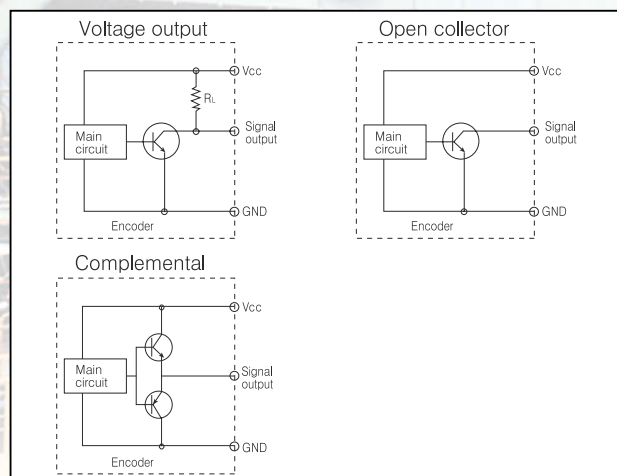 Voltage output
Vcc
RL
Main
circuit
Signal
output
GND
Encoder
Open collector
Vcc
Main
circuit
Signal
output
GND
Encoder
Complemental
Vcc
Main
circuit
Signal
output
GND
Encoder